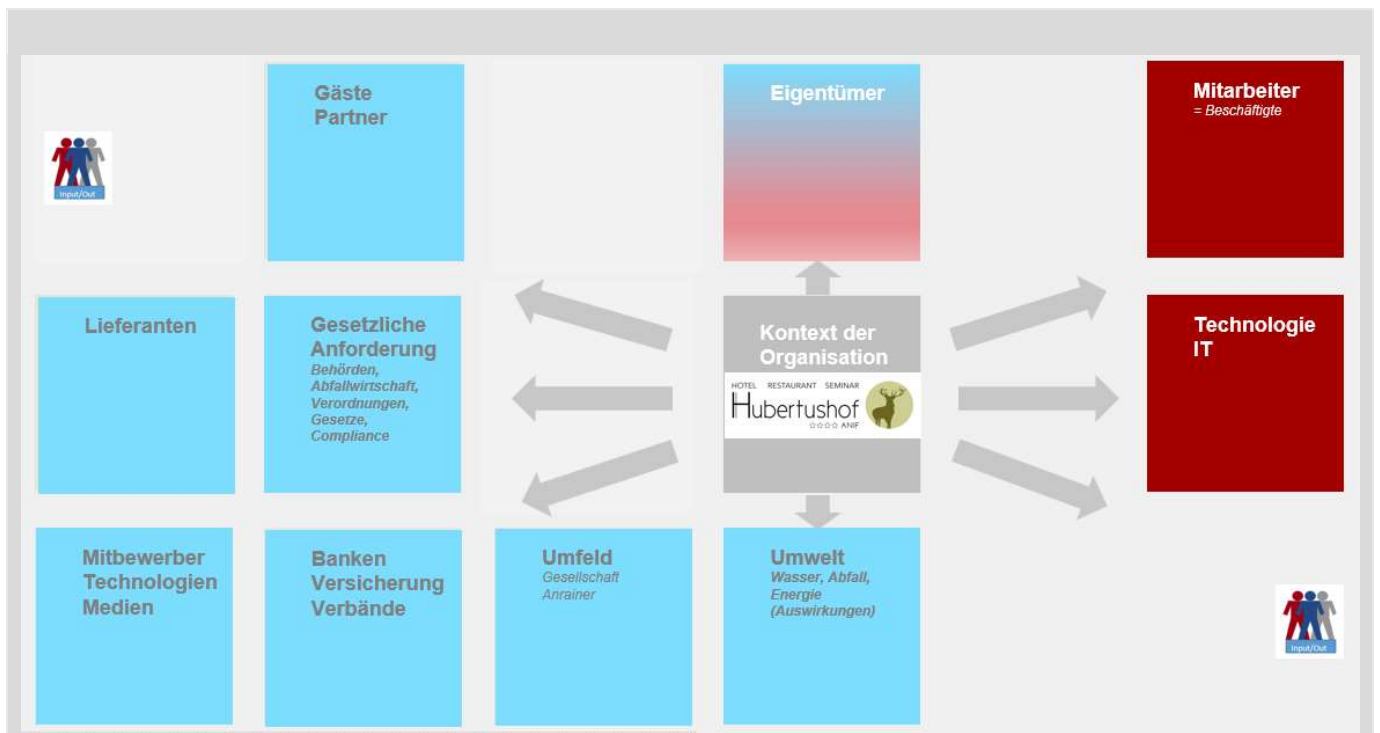 Gäste
Partner
Eigentümer
Mitarbeiter
= Beschäftigte
Input/Out
Lieferanten
Gesetzliche
Anforderung
Behörden,
Abfallwirtschaft,
Verordnungen,
Gesetze,
Compliance
Kontext der
Organisation
HOTEL RESTAURANT SEMINAR
Hubertushof
ANIF
Technologie
IT
Mitbewerber
Technologien
Medien
Banken
Versicherung
Verbände
Umfeld
Gesellschaft
Anrainer
Umwelt
Wasser, Abfall,
Energie
(Auswirkungen)
Input/Out